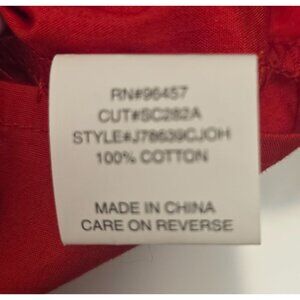 RN#96457
CUT#SC282A
STYLE#J78639CJOH
100% COTTON
MADE IN CHINA
CARE ON REVERSE